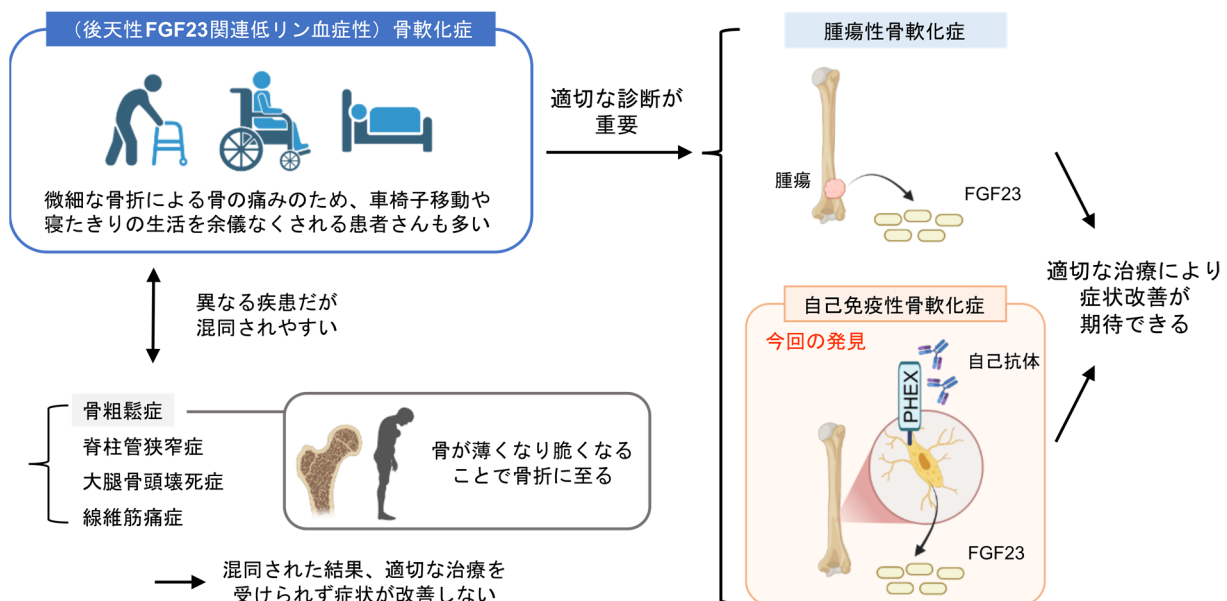 （後天性FGF23関連低リン血症性）骨軟化症
微細な骨折による骨の痛みのため、車椅子移動や
寝たきりの生活を余儀なくされる患者さんも多い
異なる疾患だが
混同されやすい
骨粗鬆症
脊柱管狭窄症
大腿骨頭壊死症
線維筋痛症
骨が薄くなり脆くなる
ことで骨折に至る
混同された結果、適切な治療を
受けられず症状が改善しない
適切な診断が
重要
腫瘍性骨軟化症
腫瘍
FGF23
自己免疫性骨軟化症
今回の発見
自己抗体
PHEX
FGF23
適切な治療により
症状改善が
期待できる